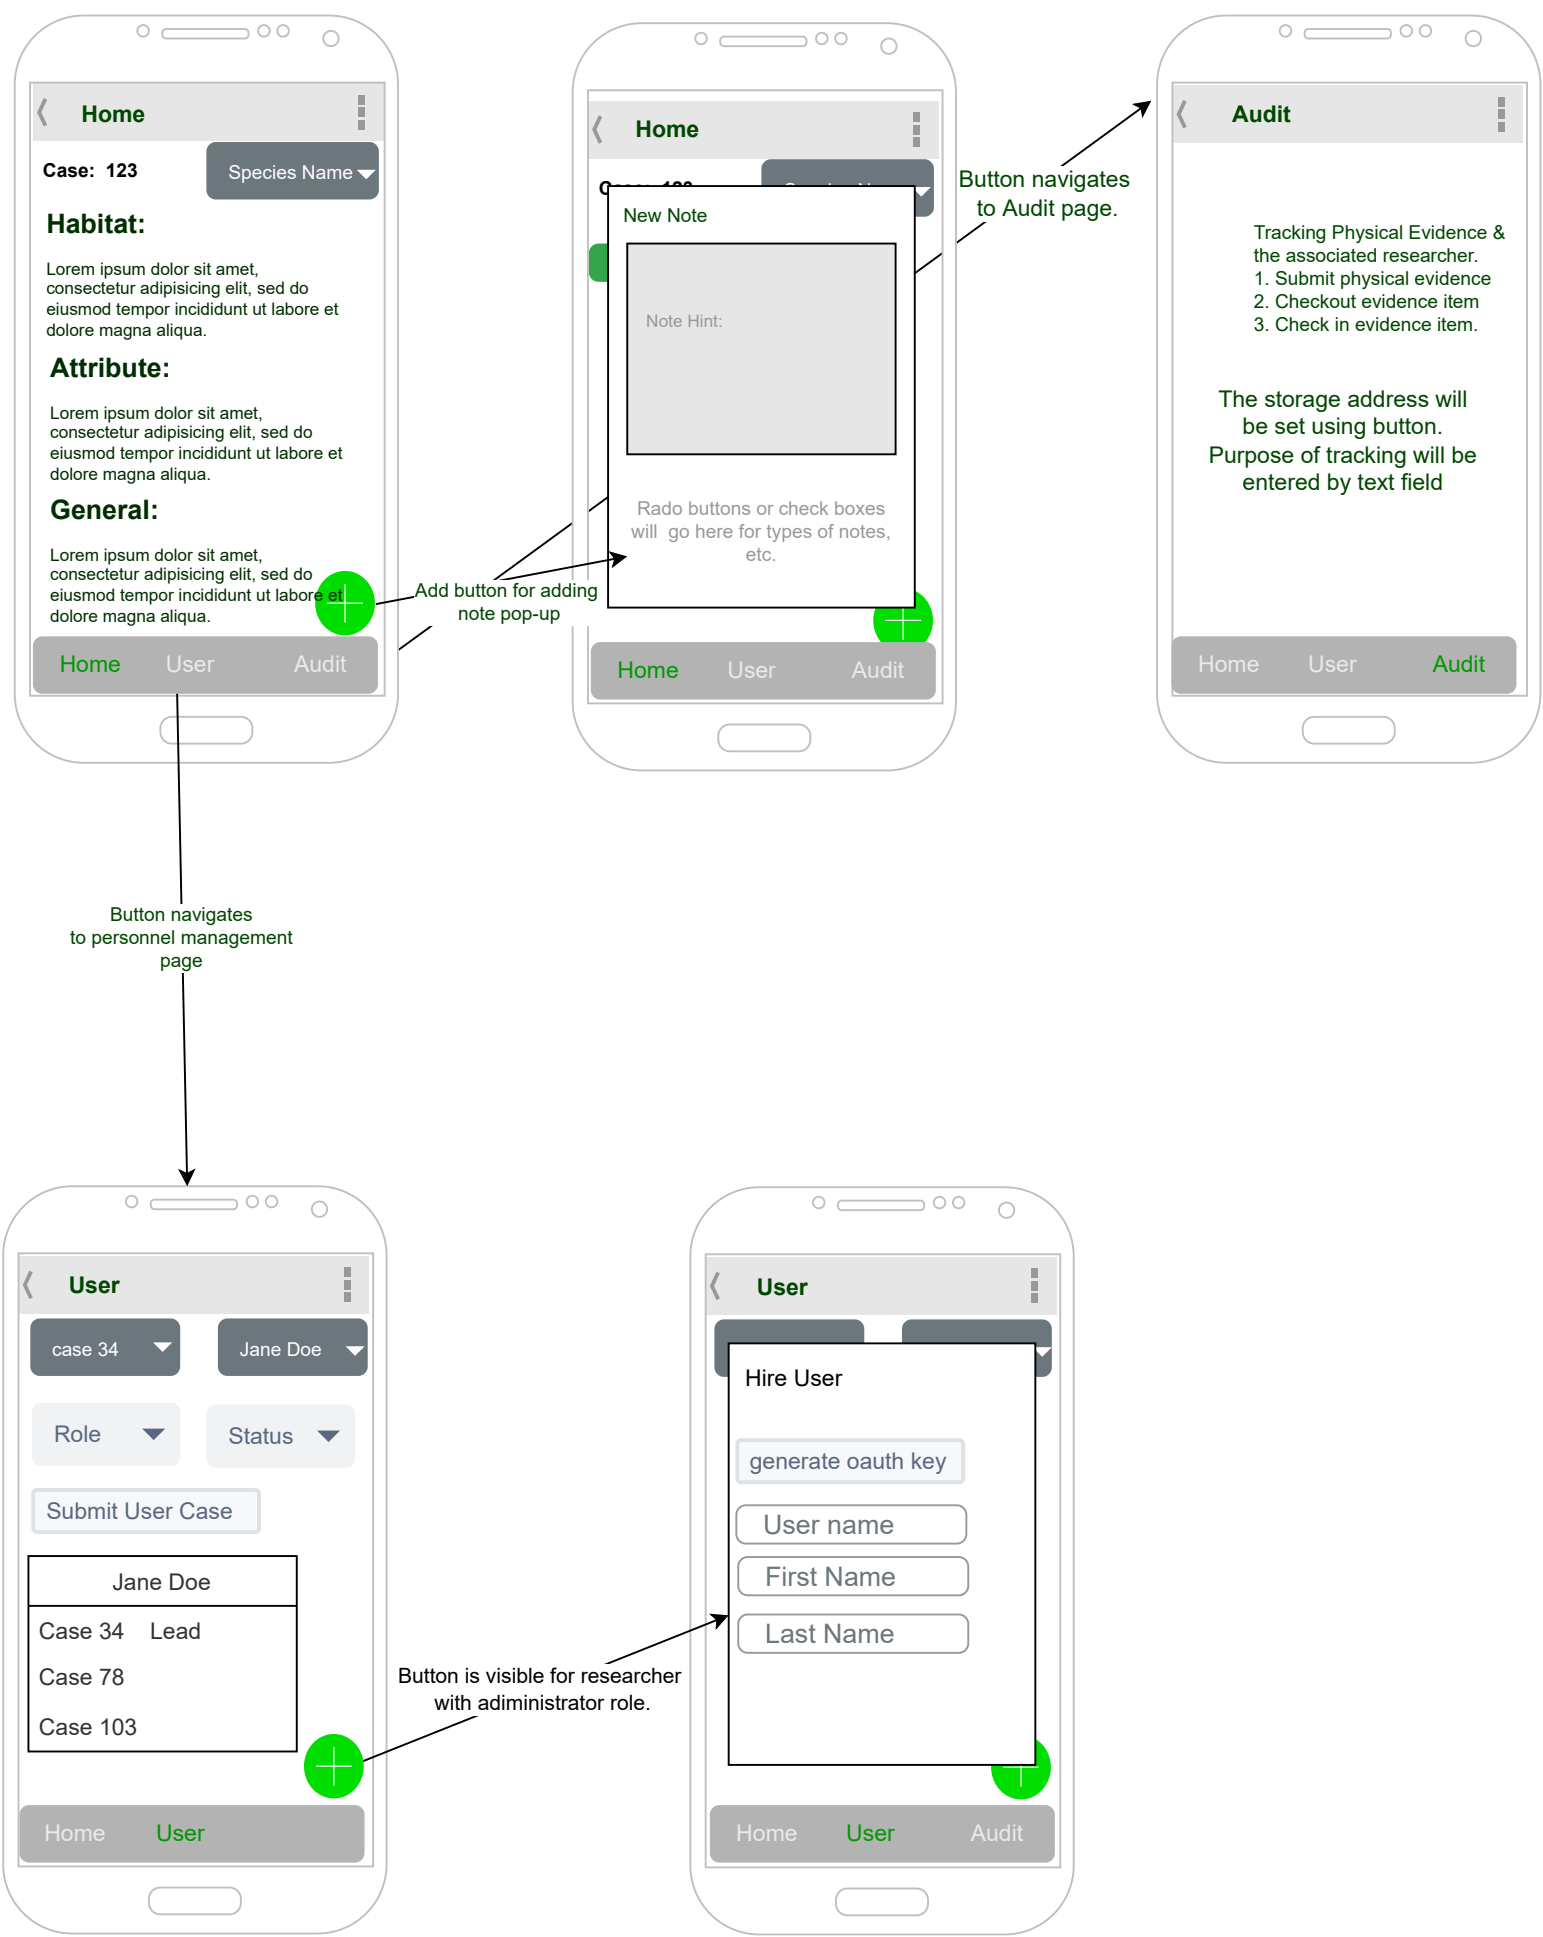 Home
Case:  123
Species Name
Habitat:
Lorem ipsum dolor sit amet,
consectetur adipisicing elit, sed do
eiusmod tempor incididunt ut labore et
dolore magna aliqua.
Attribute:
Lorem ipsum dolor sit amet,
consectetur adipisicing elit, sed do
eiusmod tempor incididunt ut labore et
dolore magna aliqua.
General:
Lorem ipsum dolor sit amet,
consectetur adipisicing elit, sed do
eiusmod tempor incididunt ut labore et
dolore magna aliqua.
Home User Audit
Add button for adding
note pop-up
Home
New Note
Note Hint:
Rado buttons or check boxes
will  go here for types of notes,
etc.
Home User Audit
Button navigates
to Audit page.
Audit
Tracking Physical Evidence &
the associated researcher.
1. Submit physical evidence
2. Checkout evidence item
3. Check in evidence item.
The storage address will
be set using button.
Purpose of tracking will be
entered by text field
Home User Audit
Button navigates
to personnel management
page
User
case 34
Jane Doe
Role
Status
Submit User Case
Jane Doe
Case 34    Lead
Case 78
Case 103
Home User
Button is visible for researcher
with adiministrator role.
User
Hire User
generate oauth key
User name
First Name
Last Name
Home User Audit